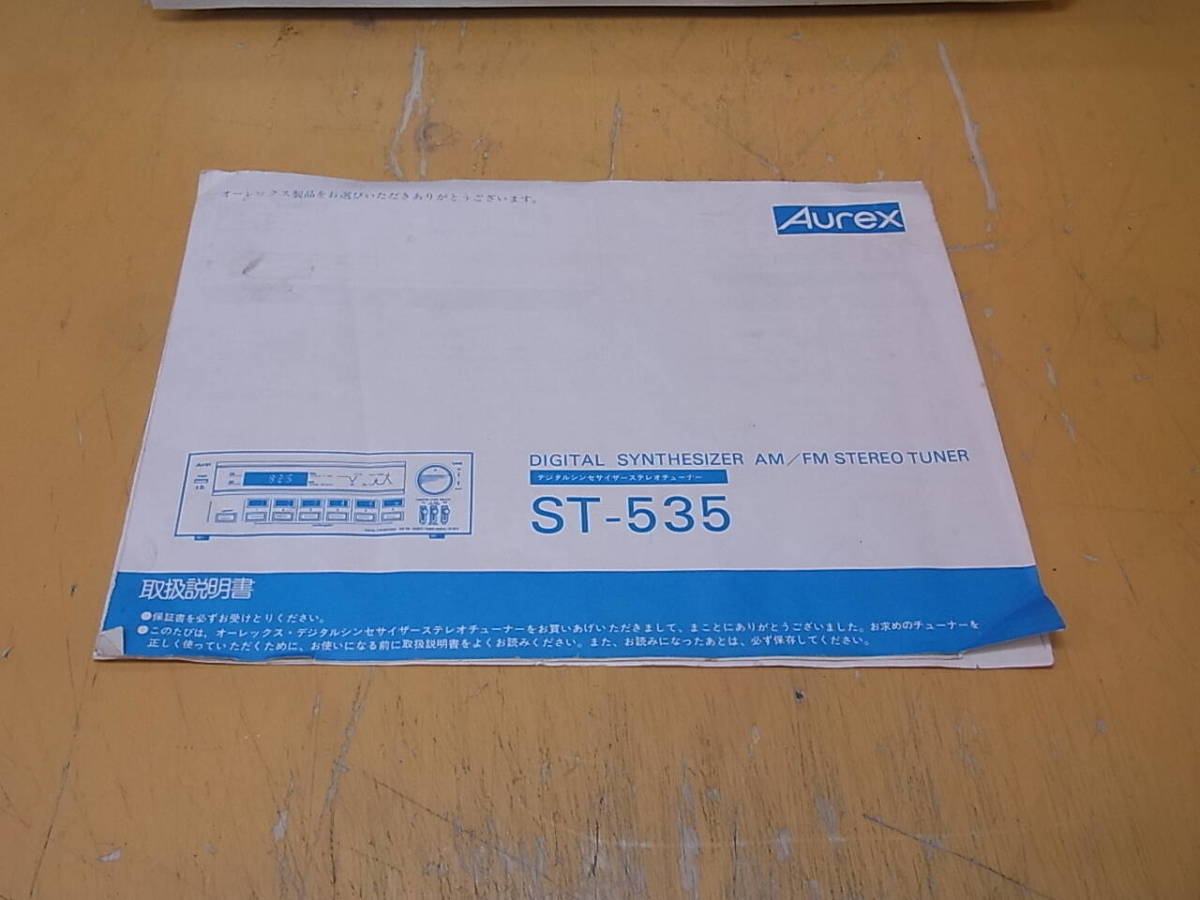 オーレックス製品をお選びいただきありがとうございます。
Aurex
DIGITAL SYNTHESIZER AM/FM STEREO TUNER
デジタルシンセサイザーステレオチューナー
ST-535
Aurex
825
取扱説明書
●保証書を必ずお受けとりください。
●このたびは，オーレックス・デジタルシンセサイザーステレオチューナーをお買いあげいただきまして、まことにありがとうございました。お求めのチューナーを
正しく使っていただくために、お使いになる前に取扱説明書をよくお読みください。また、お読みになったあとは、必ず保存してください。